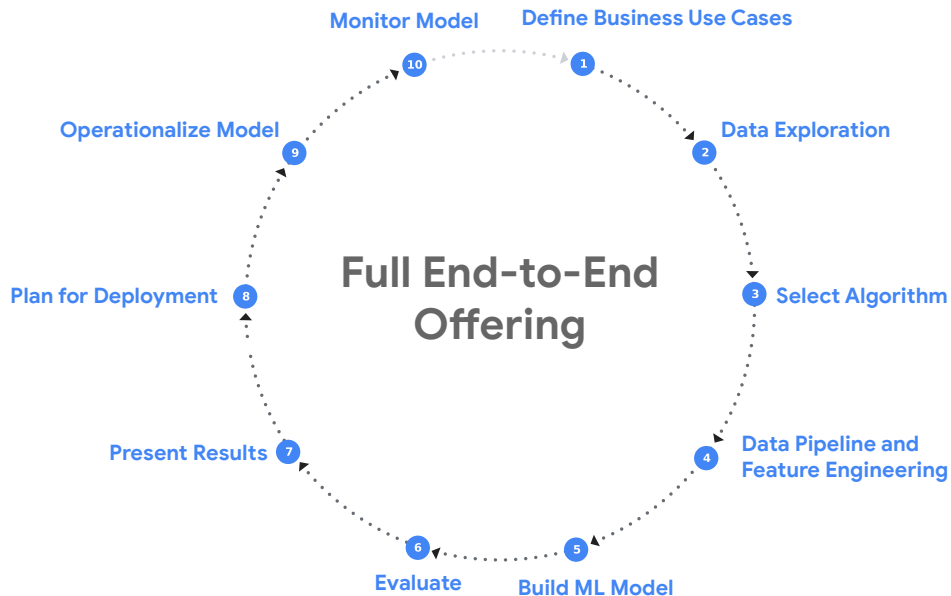 Monitor Model
Define Business Use Cases
10
1
Operationalize Model
Data Exploration
9
2
Full End-to-End
Offering
Plan for Deployment
8
3
Select Algorithm
Present Results
7
4
Data Pipeline and
Feature Engineering
6
5
Evaluate
Build ML Model